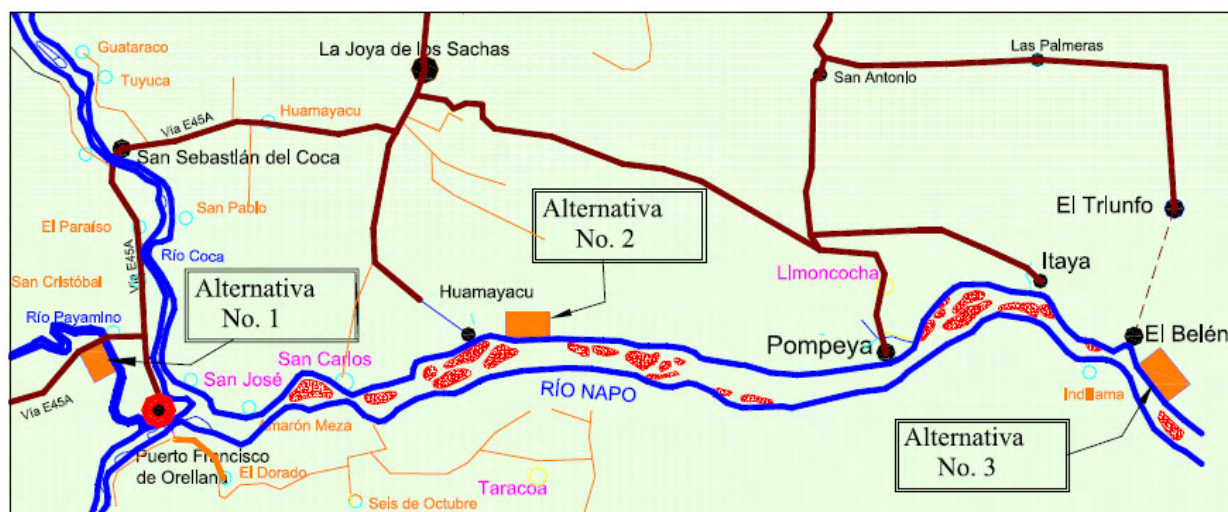 Guataraco
Tuyuca
La Joya de los Sachas
Las Palmeras
San Antonio
Huamayacu
Vía E45A
San Sebastián del Coca
San Pablo
El Paraíso
Vía E45A
Río Coca
Alternativa
No. 2
El Triunfo
San Cristóbal
Alternativa
No. 1
Limoncocha
Itaya
Río Payamino
Huamayacu
San Carlos
Pompeya
El Belén
San José
RÍO NAPO
Vía E45A
Amarón Meza
Alternativa
No. 3
Puerto Francisco
de Orellana
El Dorado
Taracoa
Seis de Octubre